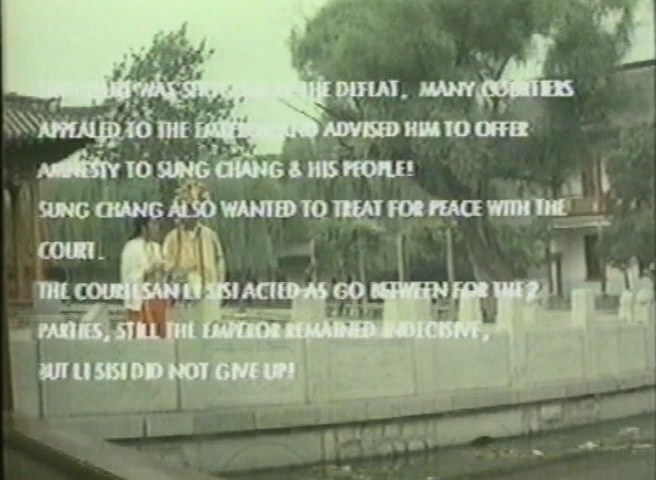 THE COURT WAS SHOCKED BY THE DEFEAT, MANY COURTIERS
APPEALED TO THE EMPEROR AND ADVISED HIM TO OFFER
AMNESTY TO SUNG CHANG & HIS PEOPLE!
SUNG CHANG ALSO WANTED TO TREAT FOR PEACE WITH THE
COURT.
THE COURTESAN LI SISI ACTED AS GO BETWEEN FOR THE 2
PARTIES, STILL THE EMPEROR REMAINED INDECISIVE,
BUT LI SISI DID NOT GIVE UP!